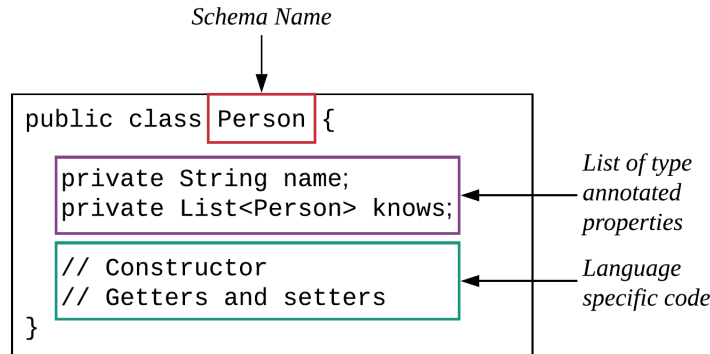 Schema Name
public class Person {
private String name;
private List<Person> knows;
List of type
annotated
properties
// Constructor
// Getters and setters
Language
specific code
}